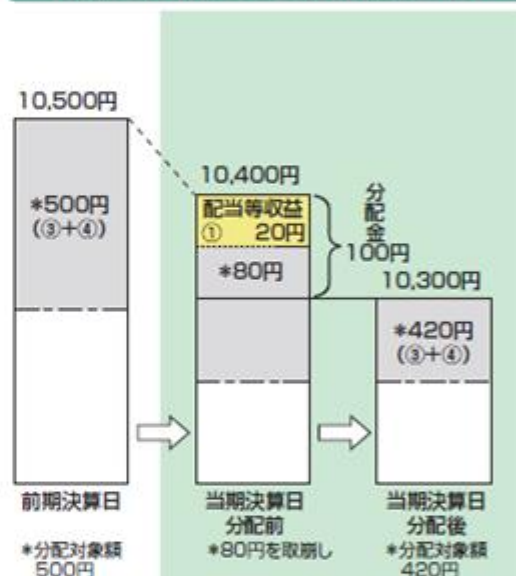 10,500円
*500円
(③+④)
10,400円
配当等収益
① 20円
*80円
分配金
100円
10,300円
*420円
(③+④)
前期決算日
*分配対象額
500円
当期決算日
分配前
*80円を取崩し
当期決算日
分配後
*分配対象額
420円